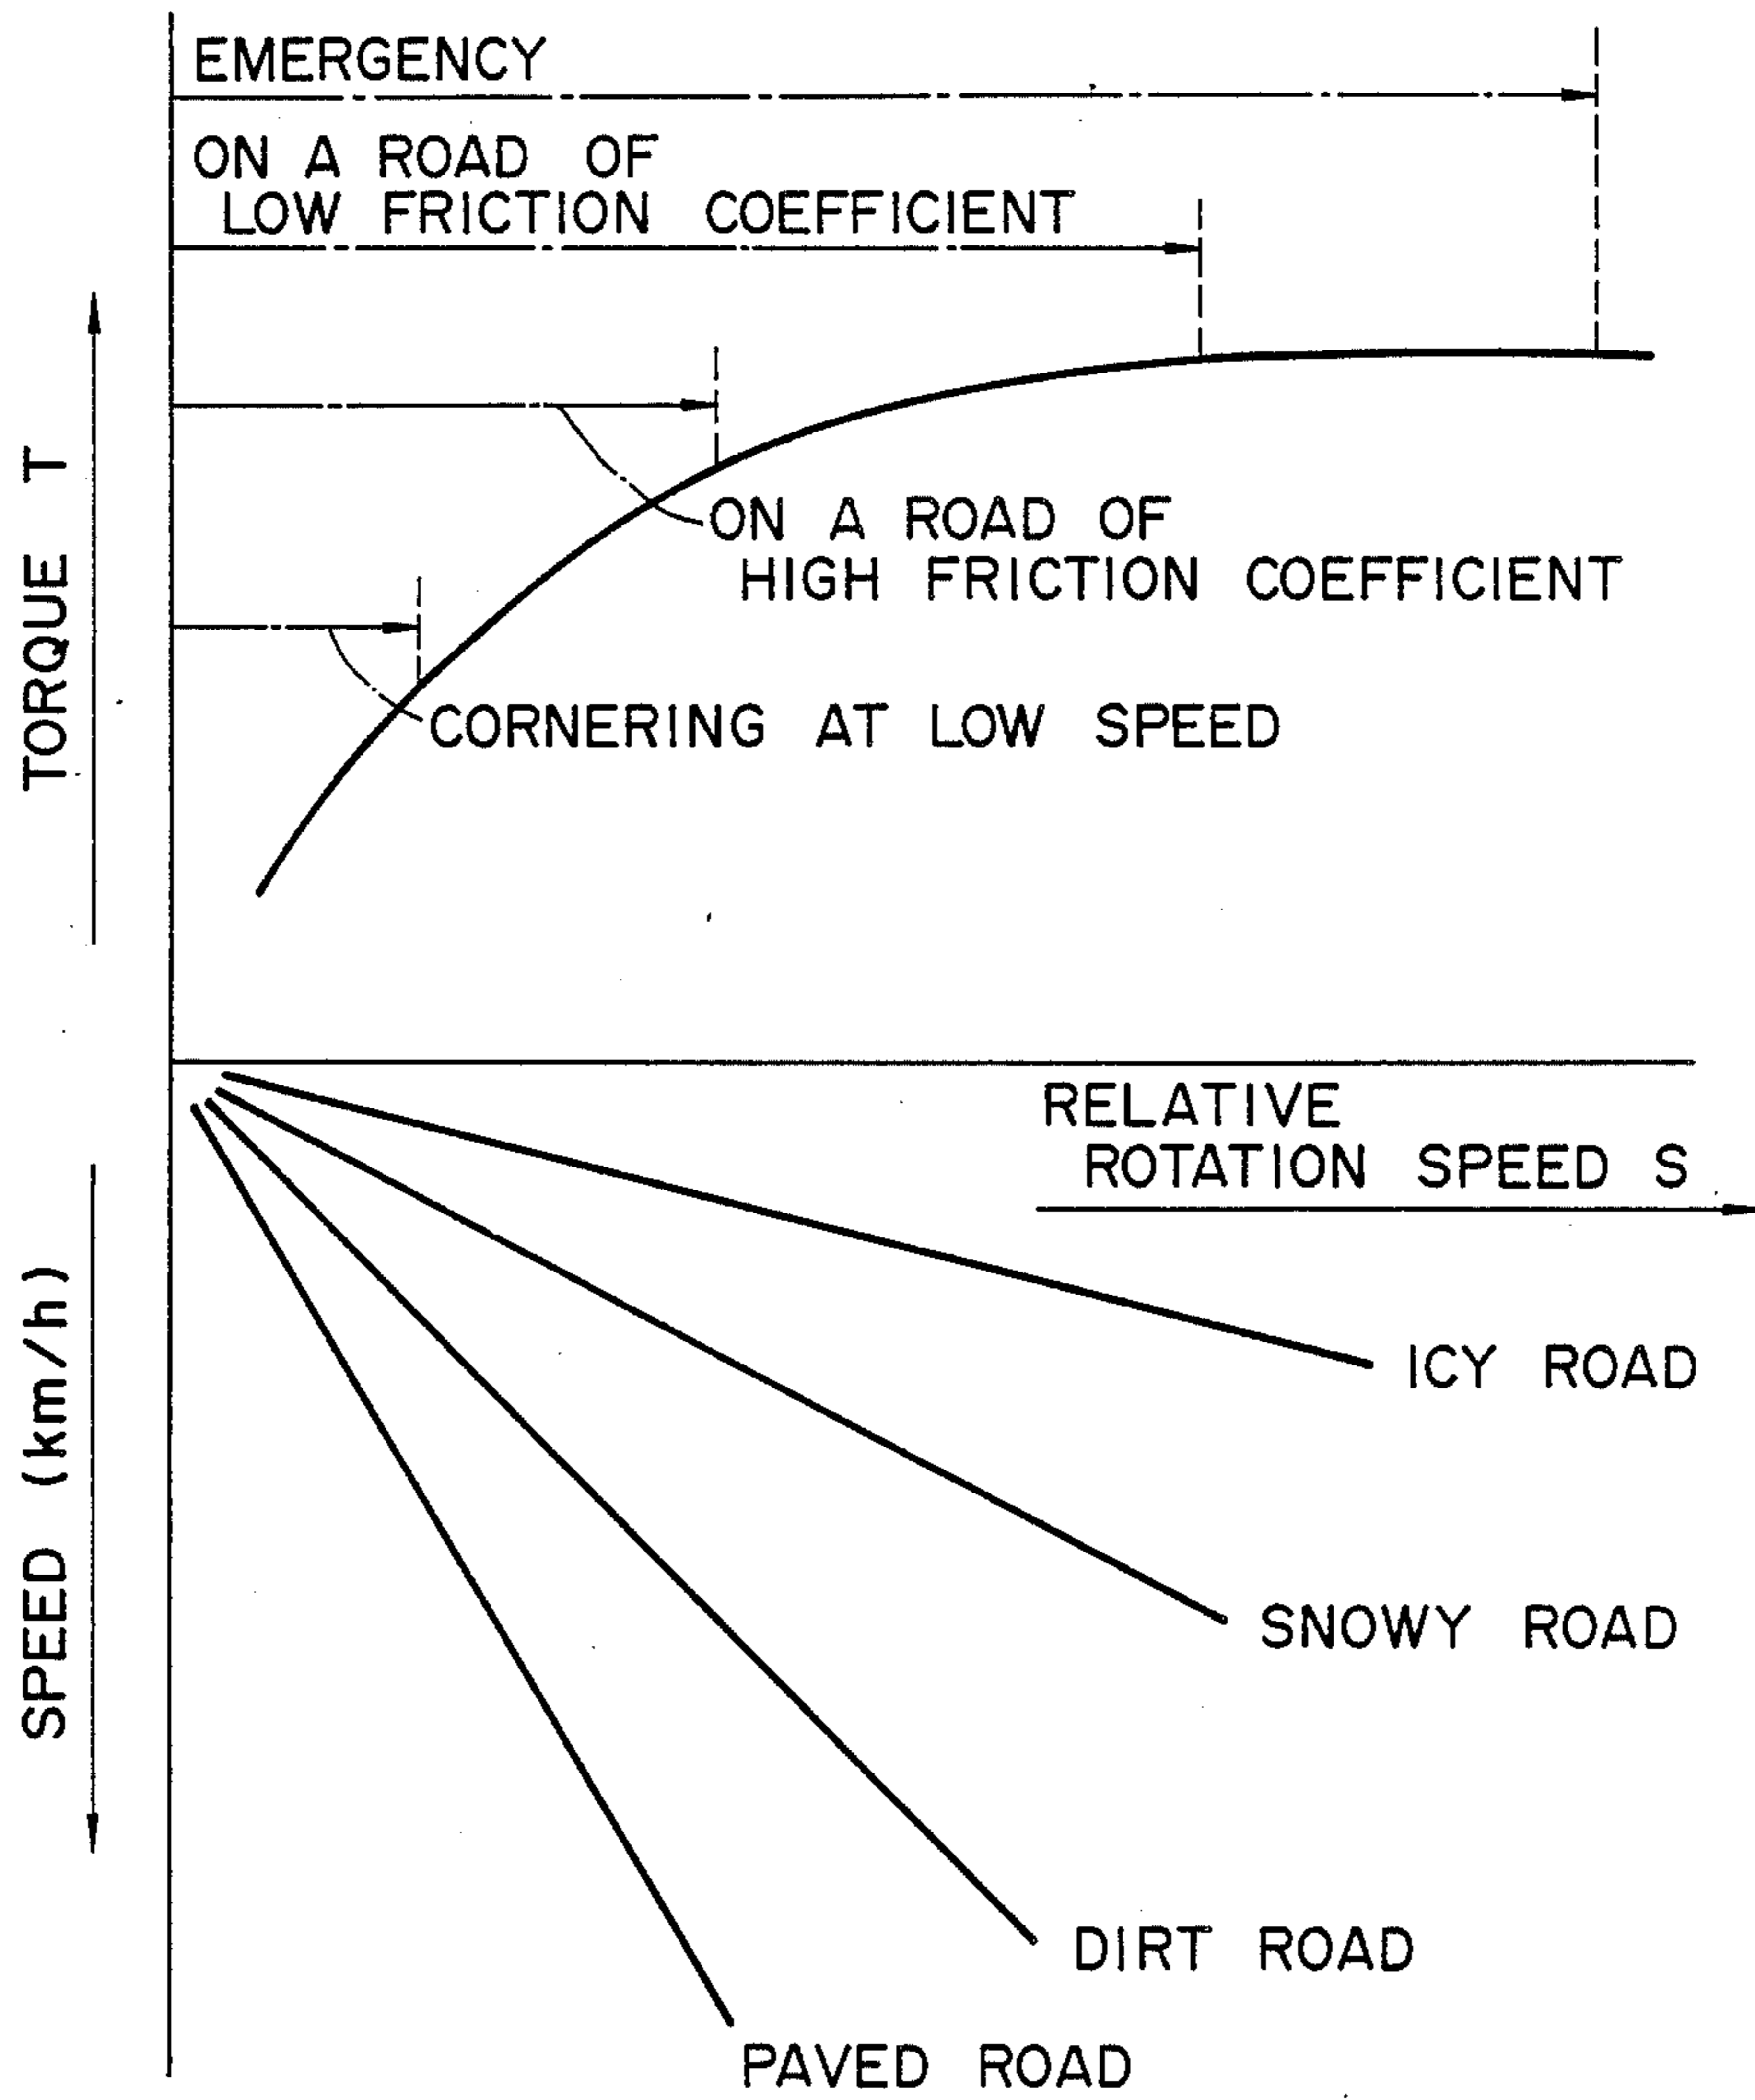 EMERGENCY
ON A ROAD OF
LOW FRICTION COEFFICIENT
TORQUE T
ON A ROAD OF
HIGH FRICTION COEFFICIENT
CORNERING AT LOW SPEED
RELATIVE
ROTATION SPEED S
SPEED (km/h)
ICY ROAD
SNOWY ROAD
DIRT ROAD
PAVED ROAD